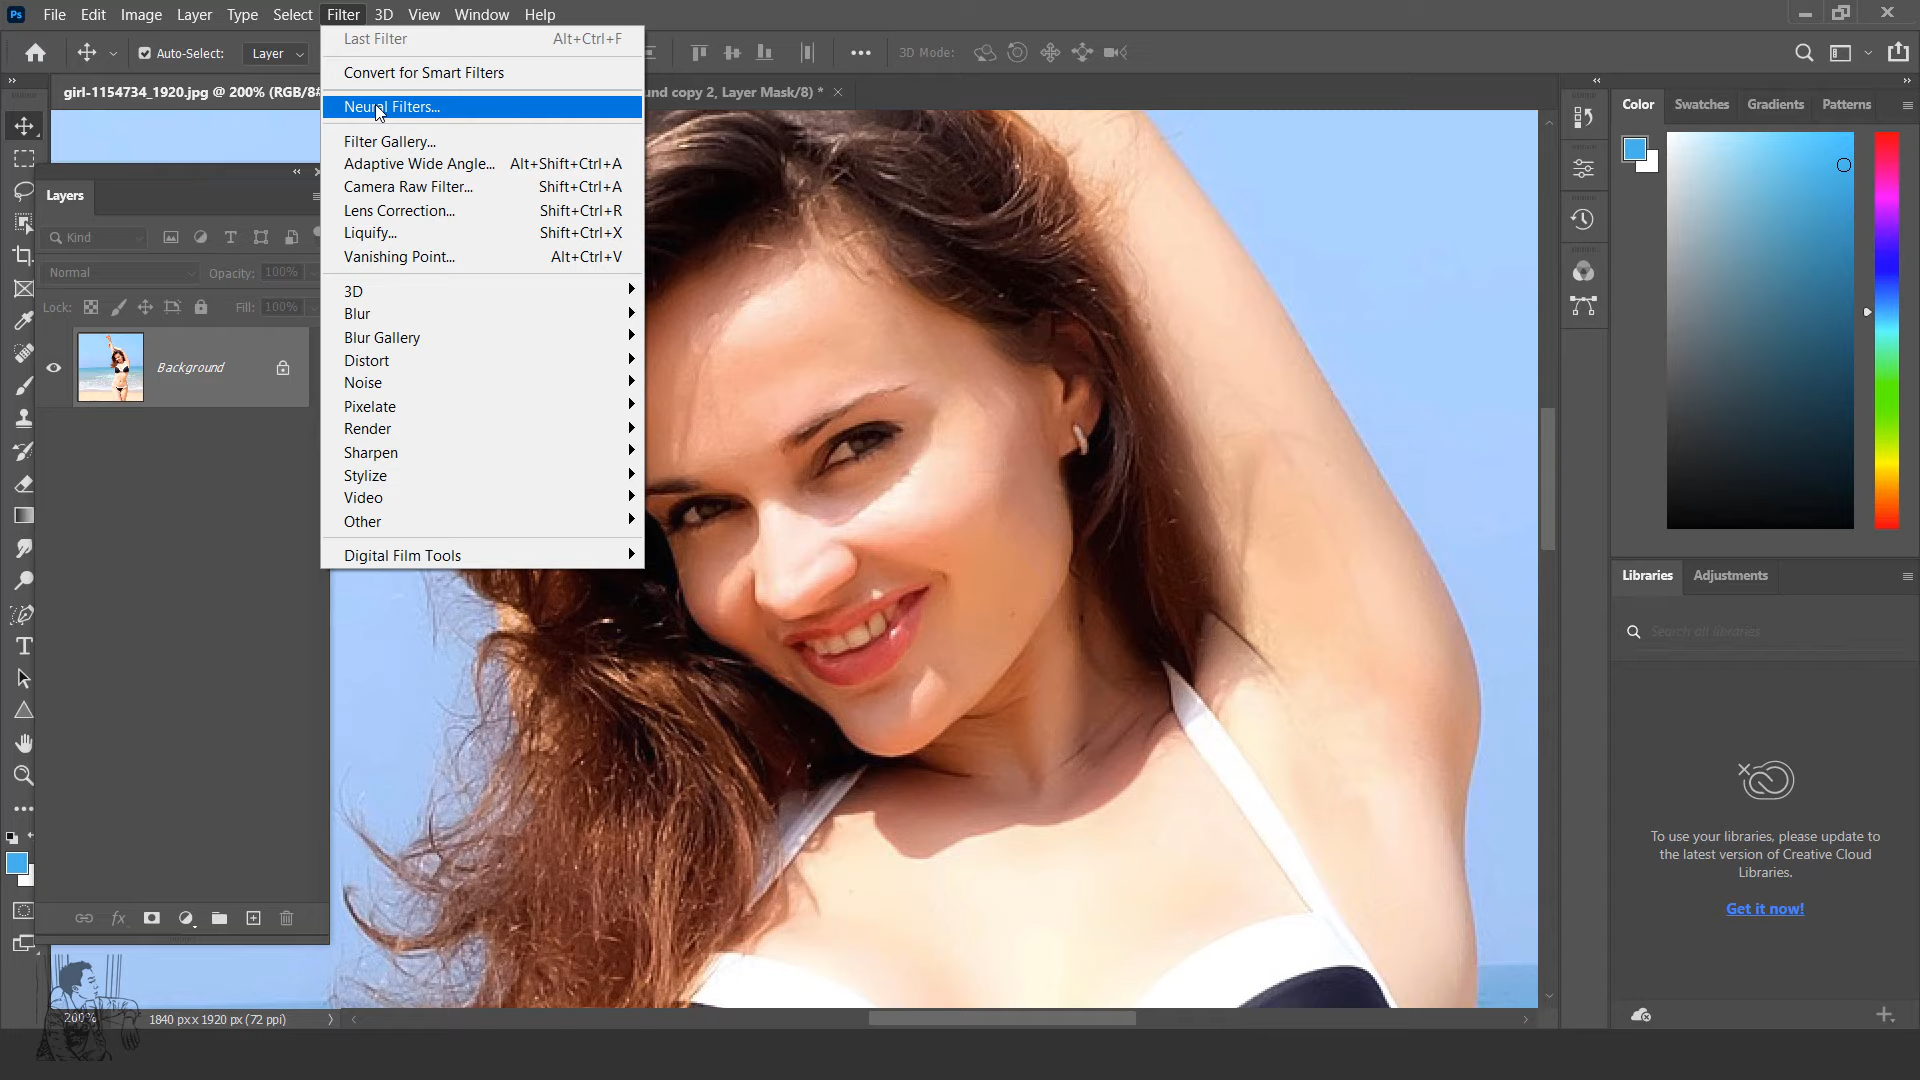 Ps File Edit Image Layer Type Select Filter 3D View Window Help
Auto-Select: Layer 3D Mode:
girl-1154734_1920.jpg @ 200% (RGB/8#
und copy 2, Layer Mask/8) *
Last Filter Alt+Ctrl+F
Convert for Smart Filters
Neural Filters...
Filter Gallery...
Adaptive Wide Angle... Alt+Shift+Ctrl+A
Camera Raw Filter... Shift+Ctrl+A
Lens Correction... Shift+Ctrl+R
Liquify... Shift+Ctrl+X
Vanishing Point... Alt+Ctrl+V
3D
Blur
Blur Gallery
Distort
Noise
Pixelate
Render
Sharpen
Stylize
Video
Other
Digital Film Tools
Layers
Kind
Normal Opacity: 100%
Lock: Fill: 100%
Background
fx
200% 1840 px x 1920 px (72 ppi)
Color Swatches Gradients Patterns
Libraries Adjustments
Search all libraries
To use your libraries, please update to
the latest version of Creative Cloud
Libraries.
Get it now!